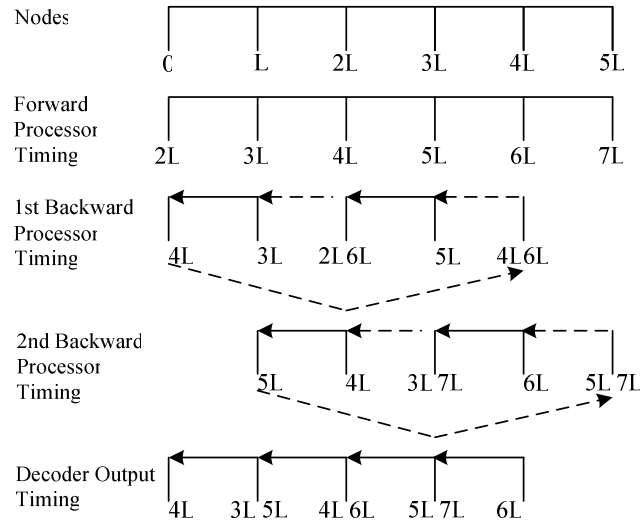 Nodes
0 L 2L 3L 4L 5L
Forward
Processor
Timing
2L 3L 4L 5L 6L 7L
1st Backward
Processor
Timing
4L 3L 2L 6L 5L 4L 6L
2nd Backward
Processor
Timing
5L 4L 3L 7L 6L 5L 7L
Decoder Output
Timing
4L 3L 5L 4L 6L 5L 7L 6L